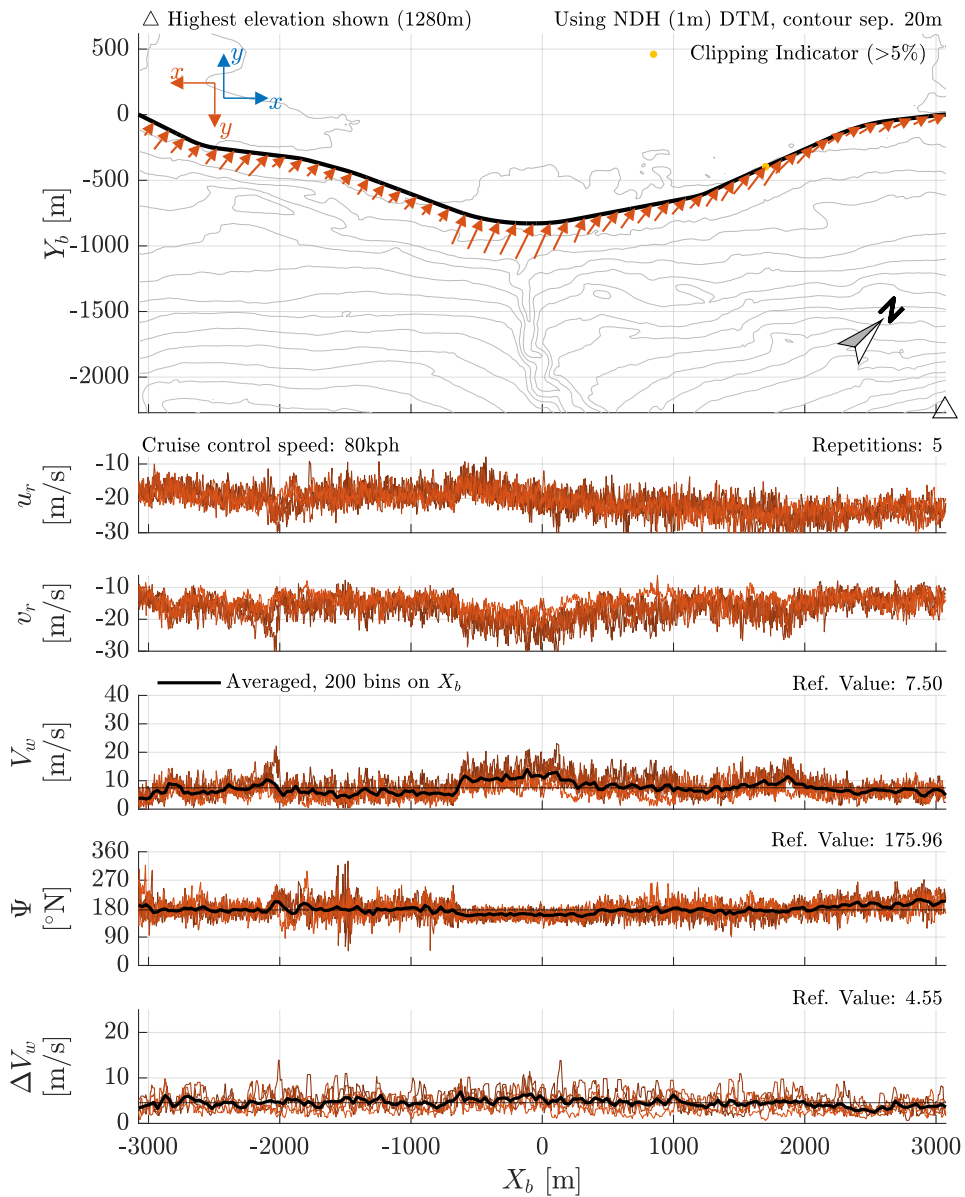 △ Highest elevation shown (1280m)
Using NDH (1m) DTM, contour sep. 20m
Clipping Indicator (>5%)
y
x
x
y
N
500
0
-500
-1000
-1500
-2000
Y_b [m]
Cruise control speed: 80kph
Repetitions: 5
-10
-20
-30
u_r
[m/s]
-10
-20
-30
v_r
[m/s]
Averaged, 200 bins on X_b
Ref. Value: 7.50
40
30
20
10
0
V_w
[m/s]
Ref. Value: 175.96
360
270
180
90
0
Ψ
[°N]
Ref. Value: 4.55
20
10
0
ΔV_w
[m/s]
-3000
-2000
-1000
0
1000
2000
3000
X_b [m]